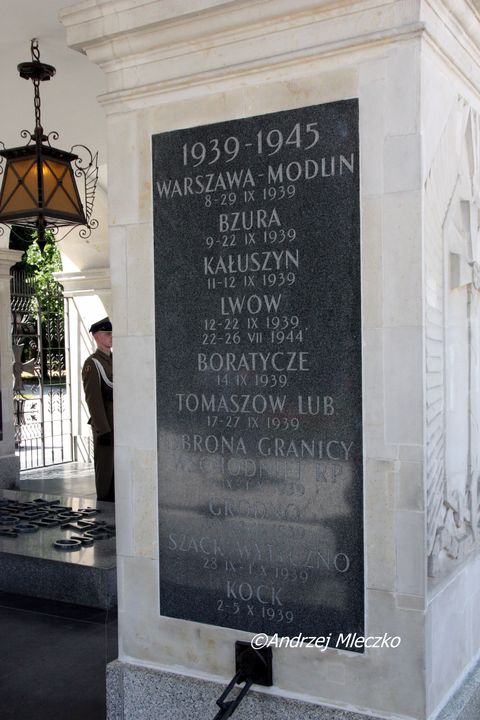 1939-1945
WARSZAWA-MODLIN
8-29 IX 1939
BZURA
9-22 IX 1939
KAŁUSZYN
11-12 IX 1939
LWOW
12-22 IX 1939
22-26 VII 1944
BORATYCZE
14 IX 1939
TOMASZOW LUB.
17-27 IX 1939
OBRONA GRANICY
WSCHODNIEJ RP
GRODNO
SZACK WYTYCZNO
KOCK
2-5 X 1939
©Andrzej Mleczko